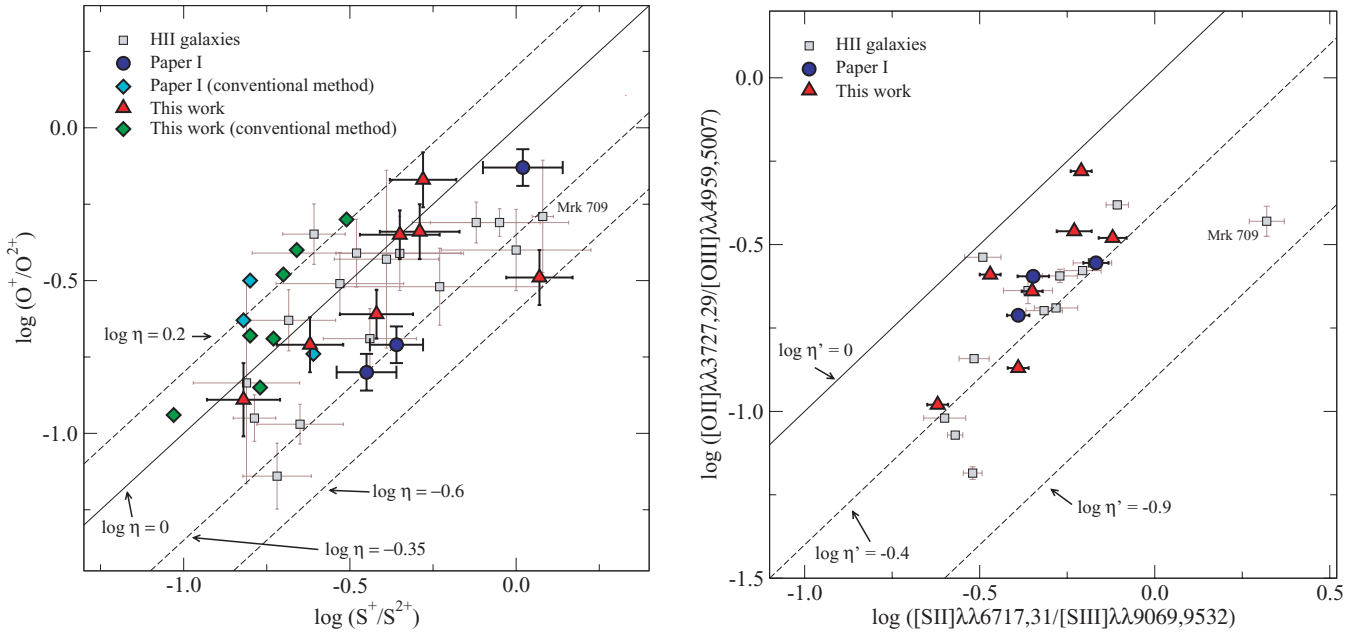 HII galaxies
Paper I
Paper I (conventional method)
This work
This work (conventional method)
0.0
-0.5
-1.0
log (O⁺/O²⁺)
Mrk 709
log η = 0.2
log η = 0
log η = −0.35
log η = −0.6
-1.0
-0.5
0.0
log (S⁺/S²⁺)
HII galaxies
Paper I
This work
0.0
-0.5
-1.0
-1.5
log ([OII]λλ3727,29/[OIII]λλ4959,5007)
Mrk 709
log η’ = 0
log η’ = -0.9
log η’ = -0.4
-1.0
-0.5
0.0
0.5
log ([SII]λλ6717,31/[SIII]λλ9069,9532)